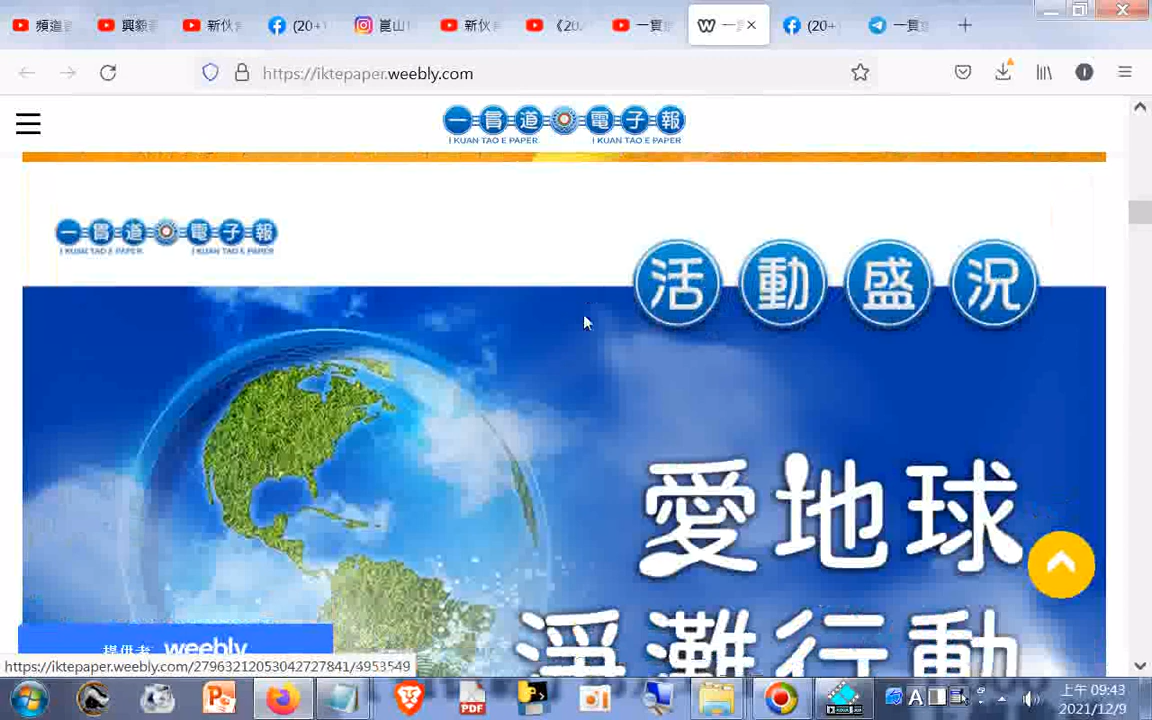 頻道
興毅
新伙
(20+
崑山
新伙
《20
一貫
一
(20+
一貫
https://iktepaper.weebly.com
一貫道電子報
I KUAN TAO E PAPER. I KUAN TAO E PAPER.
一貫道電子報
I KUAN TAO E PAPER. I KUAN TAO E PAPER.
活動盛況
愛地球
淨灘行動
提供者 weebly
https://iktepaper.weebly.com/27963212053042727841/4953549
PDF
A
上午 09:43
2021/12/9